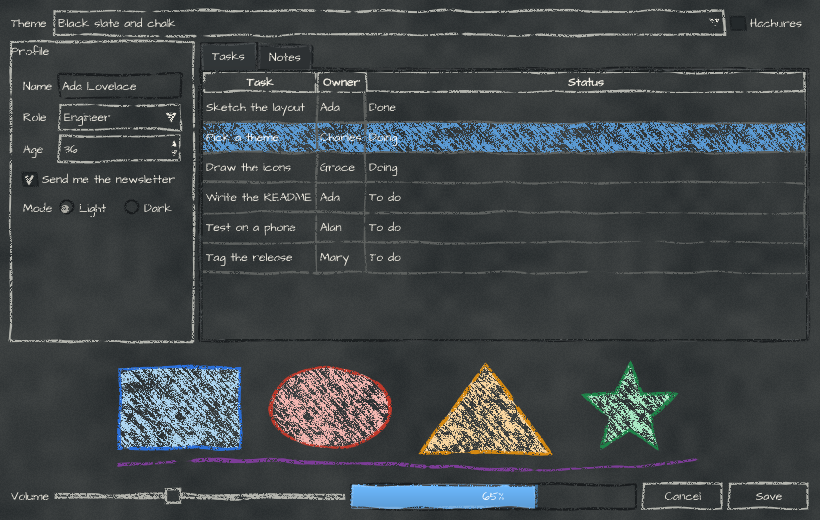 Theme Black slate and chalk Hachures
Profile
Name Ada Lovelace
Role Engineer
Age 36
Send me the newsletter
Mode Light Dark
Tasks Notes
Task Owner Status
Sketch the layout Ada Done
Pick a theme Charles Doing
Draw the icons Grace Doing
Write the README Ada To do
Test on a phone Alan To do
Tag the release Mary To do
Volume 65% Cancel Save